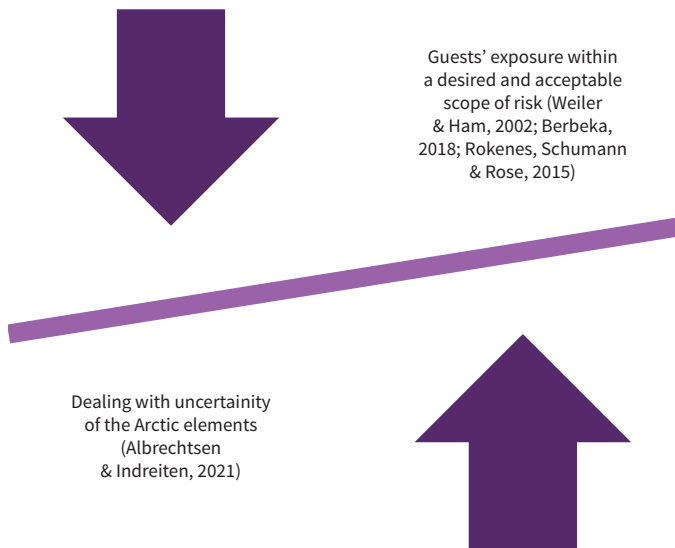 Guests’ exposure within
a desired and acceptable
scope of risk (Weiler
& Ham, 2002; Berbeka,
2018; Rokenes, Schumann
& Rose, 2015)
Dealing with uncertainity
of the Arctic elements
(Albrechtsen
& Indreiten, 2021)